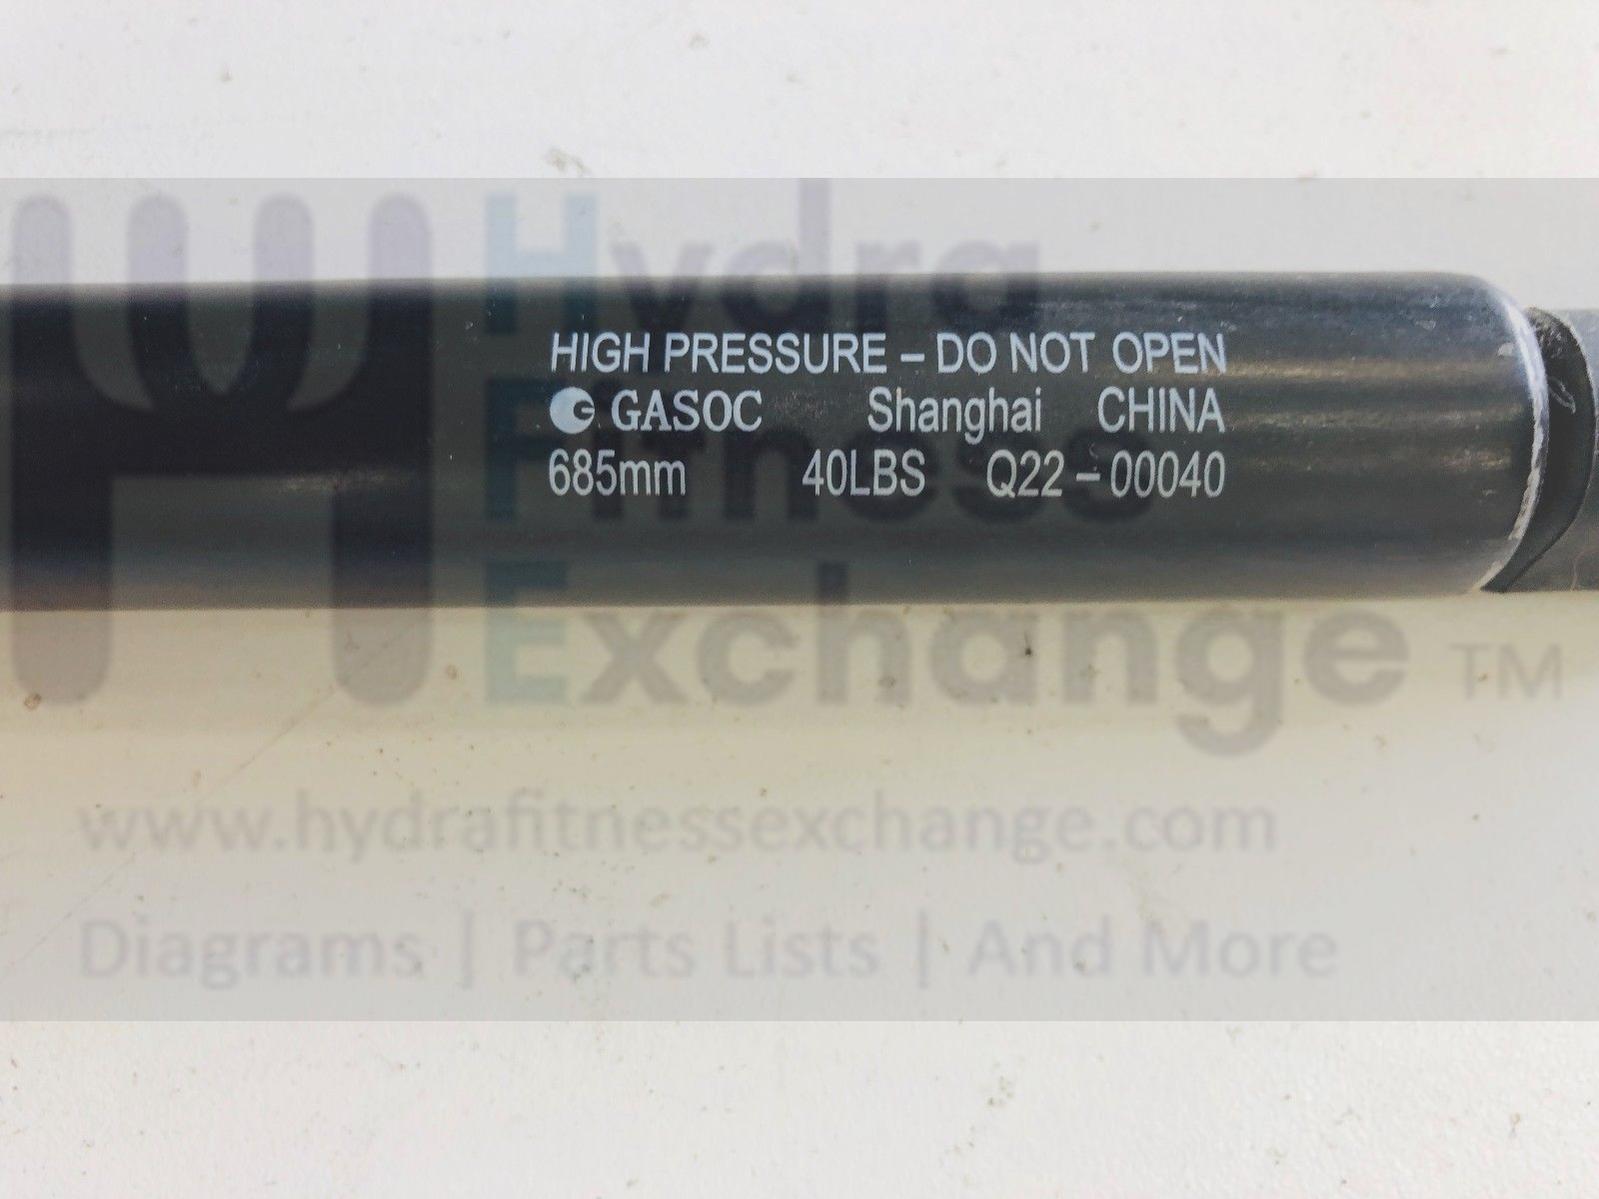 Hydra
HIGH PRESSURE – DO NOT OPEN
GASOC Shanghai CHINA
Fitness
685mm 40LBS Q22–00040
Exchange TM
www.hydrafitnessexchange.com
Diagrams | Parts Lists | And More